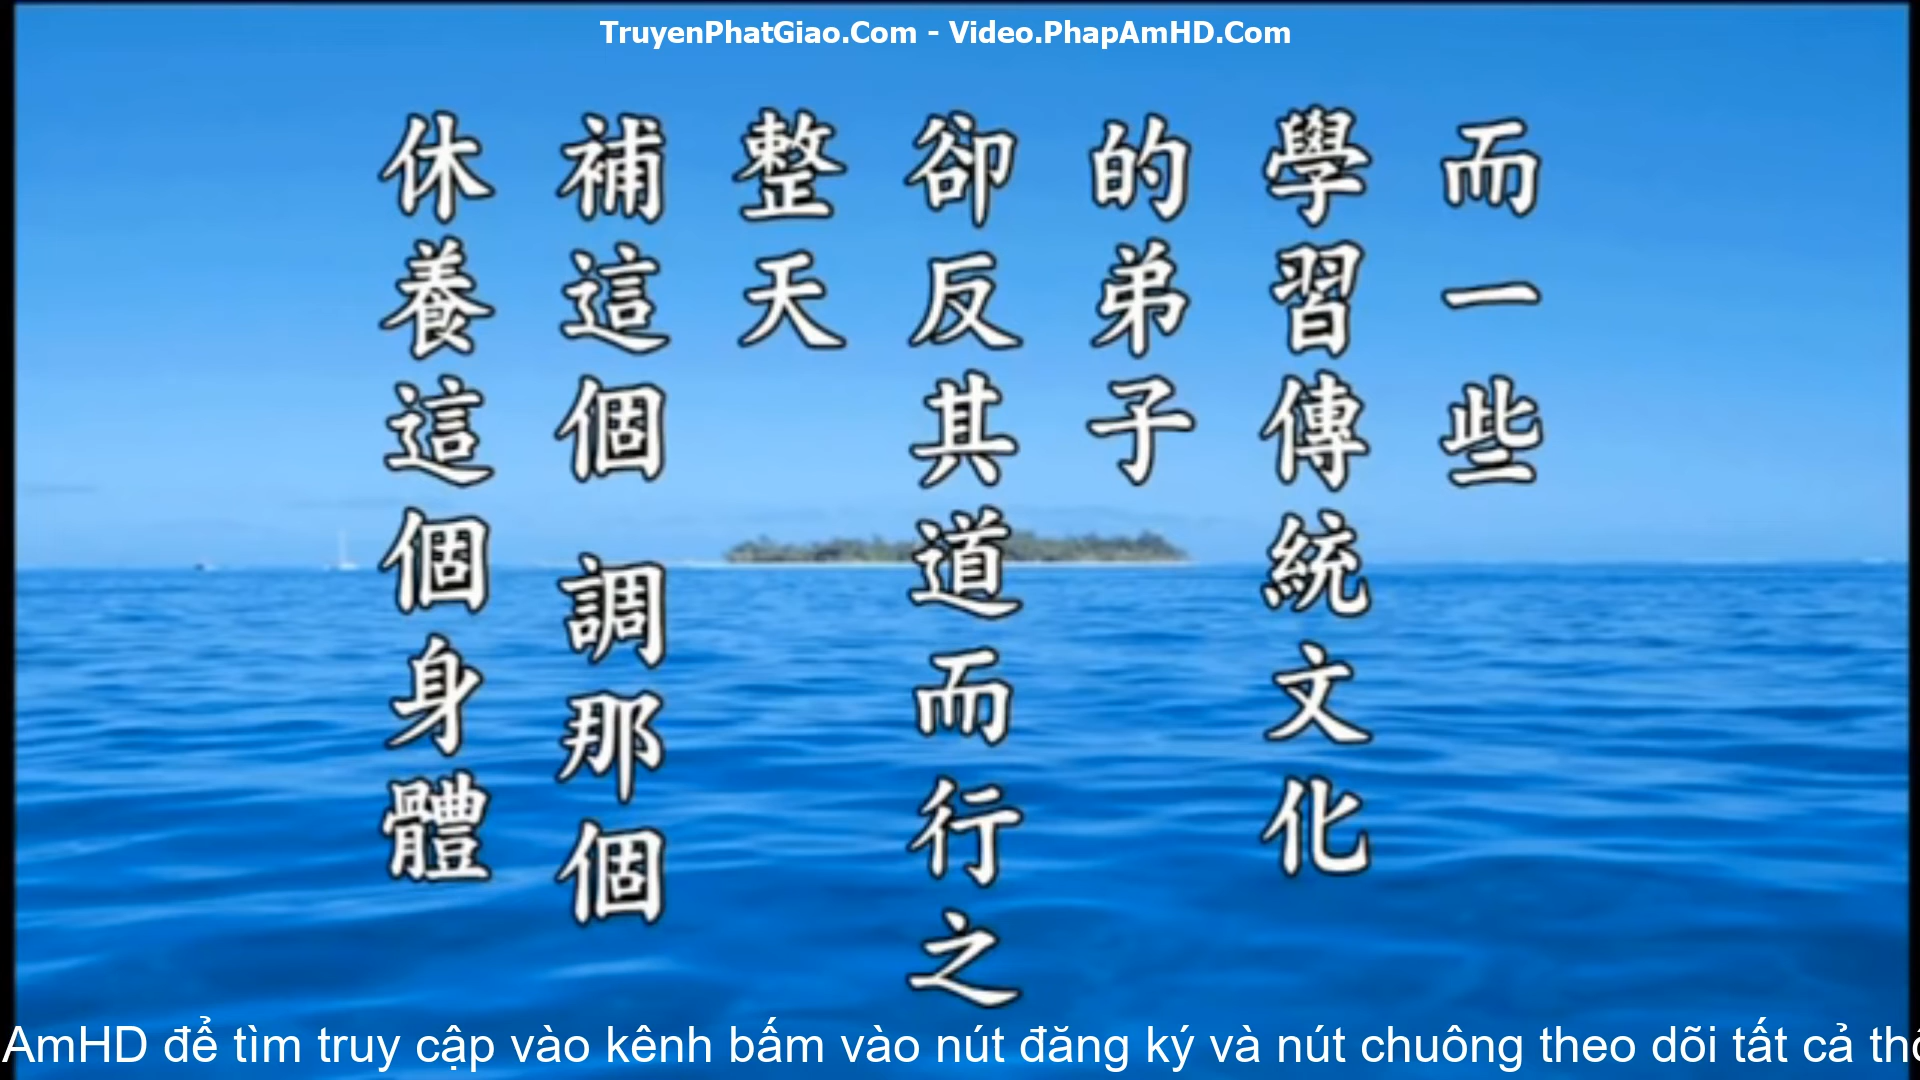 TruyenPhatGiao.Com - Video.PhapAmHD.Com
而一些
學習傳統文化
的弟子
卻反其道而行之
整天
補這個 調那個
休養這個身體
AmHD để tìm truy cập vào kênh bấm vào nút đăng ký và nút chuông theo dõi tất cả